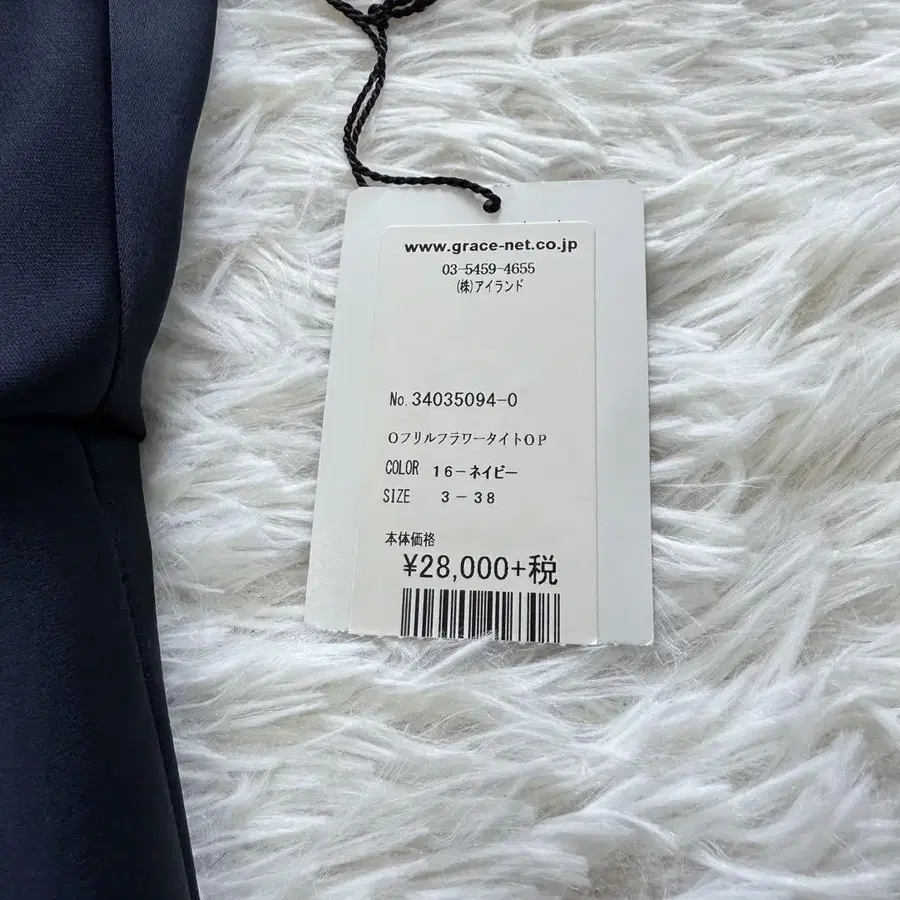 www.grace-net.co.jp
03-5459-4655
(株)アイランド
No.34035094-0
OフリルフラワータイトOP
COLOR 16-ネイビー
SIZE 3-38
本体価格
¥28,000+税